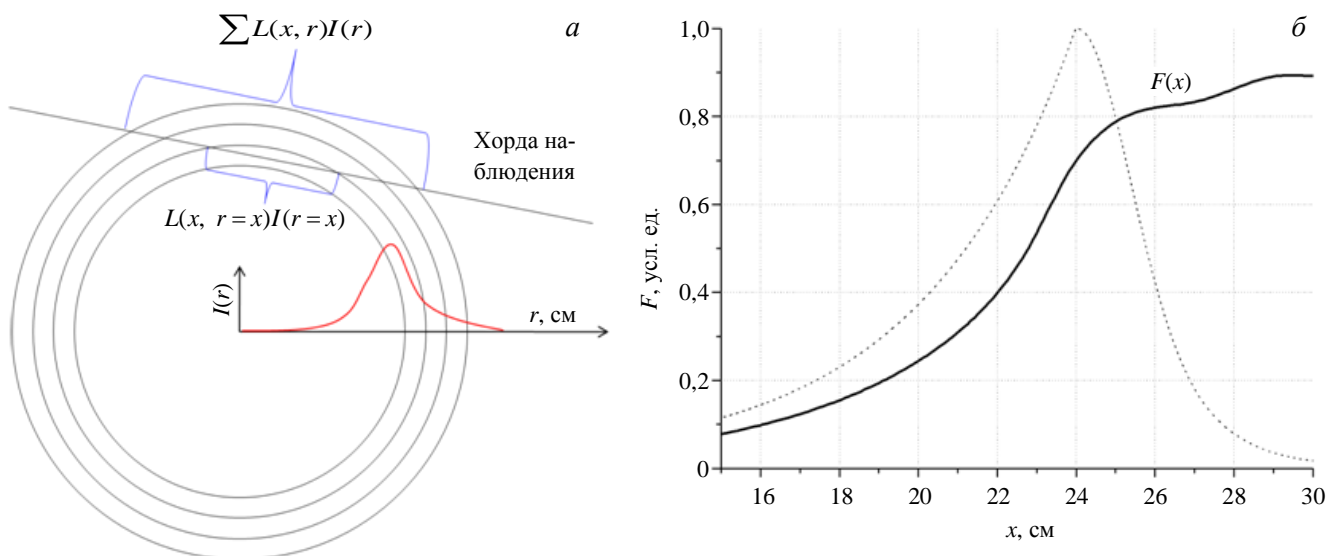 ∑L(x, r)I(r)
а
Хорда на-
блюдения
L(x, r = x)I(r = x)
I(r)
r, см
б
F, усл. ед.
1,0
0,8
0,6
0,4
0,2
0
F(x)
16 18 20 22 24 26 28 30
x, см